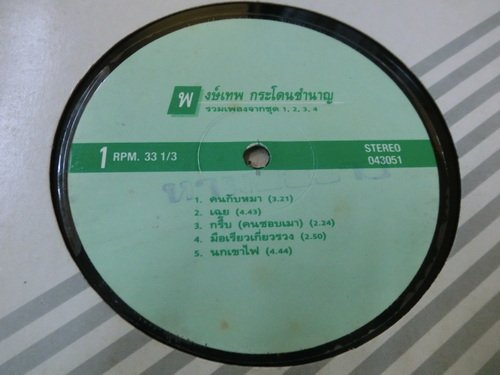 พงษ์เทพ กระโดนชำนาญ
รวมเพลงจากชุด 1, 2, 3, 4
1 RPM. 33 1/3
STEREO
043051
1. คนกับหมา (3.21)
2. เฉย (4.43)
3. กรึ๊บ (คนชอบเมา) (2.24)
4. มือเรียวเกี่ยวรวง (2.50)
5. นกเขาไฟ (4.44)